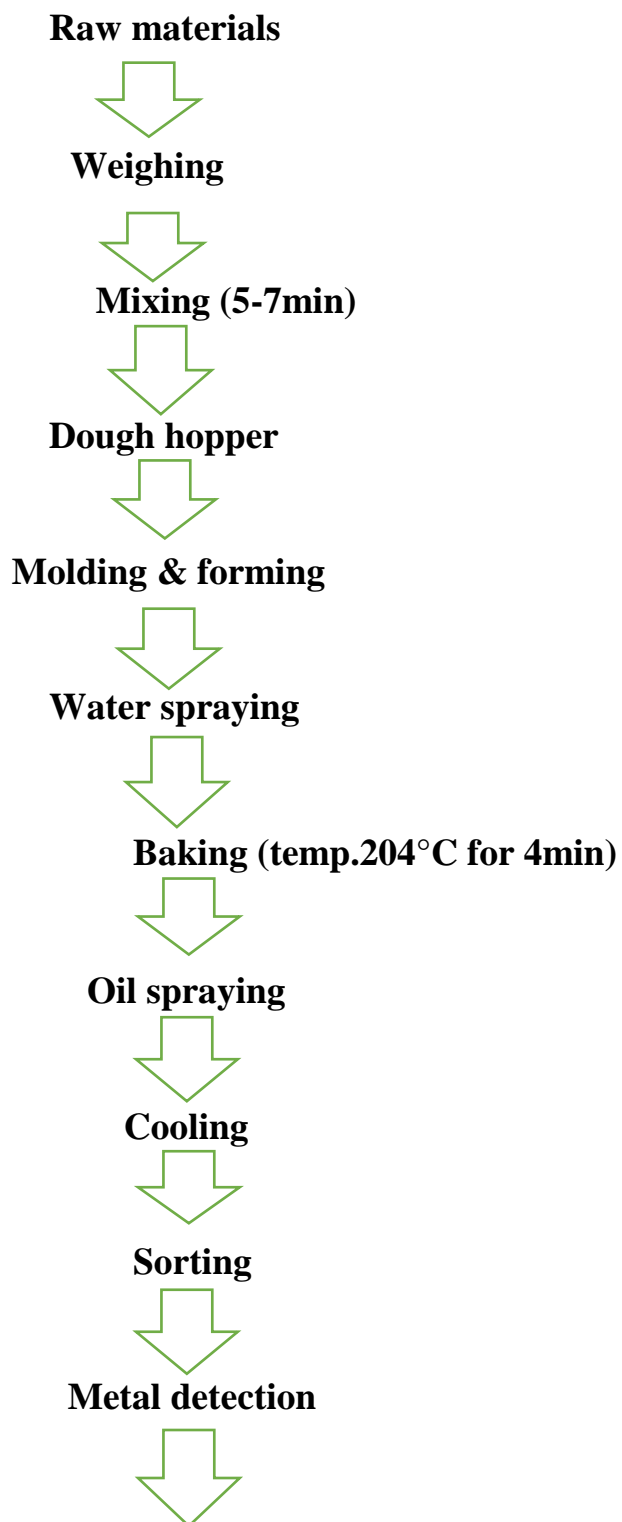 Raw materials
Weighing
Mixing (5-7min)
Dough hopper
Molding & forming
Water spraying
Baking (temp.204°C for 4min)
Oil spraying
Cooling
Sorting
Metal detection